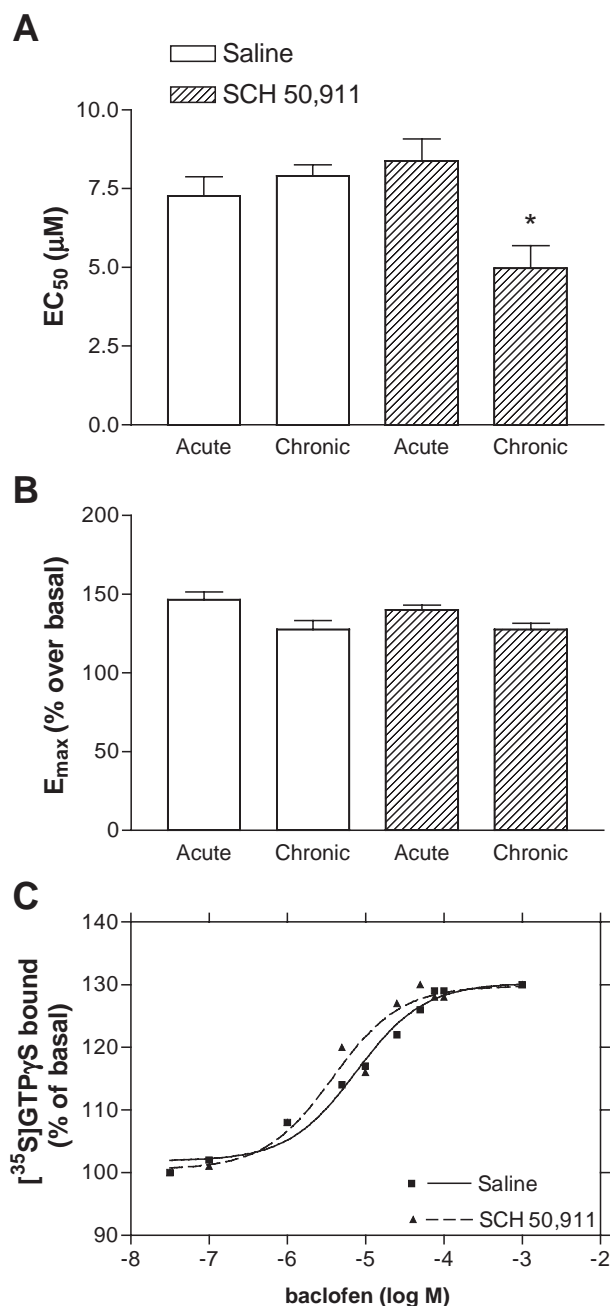 A
Saline
SCH 50,911
EC50 (μM)
10.0
7.5
5.0
2.5
0.0
*
Acute Chronic Acute Chronic
B
Emax (% over basal)
200
150
100
50
0
Acute Chronic Acute Chronic
C
[35S]GTPγS bound
(% of basal)
140
130
120
110
100
90
Saline
SCH 50,911
-8 -7 -6 -5 -4 -3 -2
baclofen (log M)